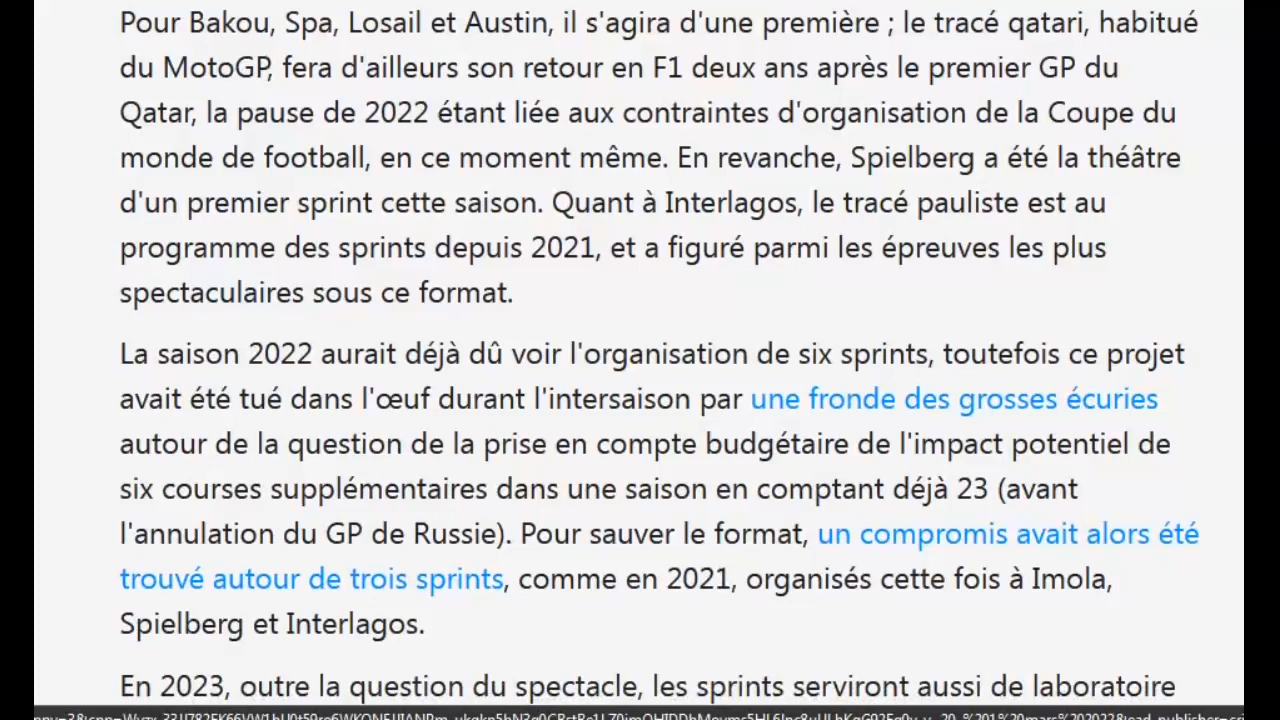 Pour Bakou, Spa, Losail et Austin, il s'agira d'une première ; le tracé qatari, habitué
du MotoGP, fera d'ailleurs son retour en F1 deux ans après le premier GP du
Qatar, la pause de 2022 étant liée aux contraintes d'organisation de la Coupe du
monde de football, en ce moment même. En revanche, Spielberg a été la théâtre
d'un premier sprint cette saison. Quant à Interlagos, le tracé pauliste est au
programme des sprints depuis 2021, et a figuré parmi les épreuves les plus
spectaculaires sous ce format.
La saison 2022 aurait déjà dû voir l'organisation de six sprints, toutefois ce projet
avait été tué dans l'œuf durant l'intersaison par une fronde des grosses écuries
autour de la question de la prise en compte budgétaire de l'impact potentiel de
six courses supplémentaires dans une saison en comptant déjà 23 (avant
l'annulation du GP de Russie). Pour sauver le format, un compromis avait alors été
trouvé autour de trois sprints, comme en 2021, organisés cette fois à Imola,
Spielberg et Interlagos.
En 2023, outre la question du spectacle, les sprints serviront aussi de laboratoire